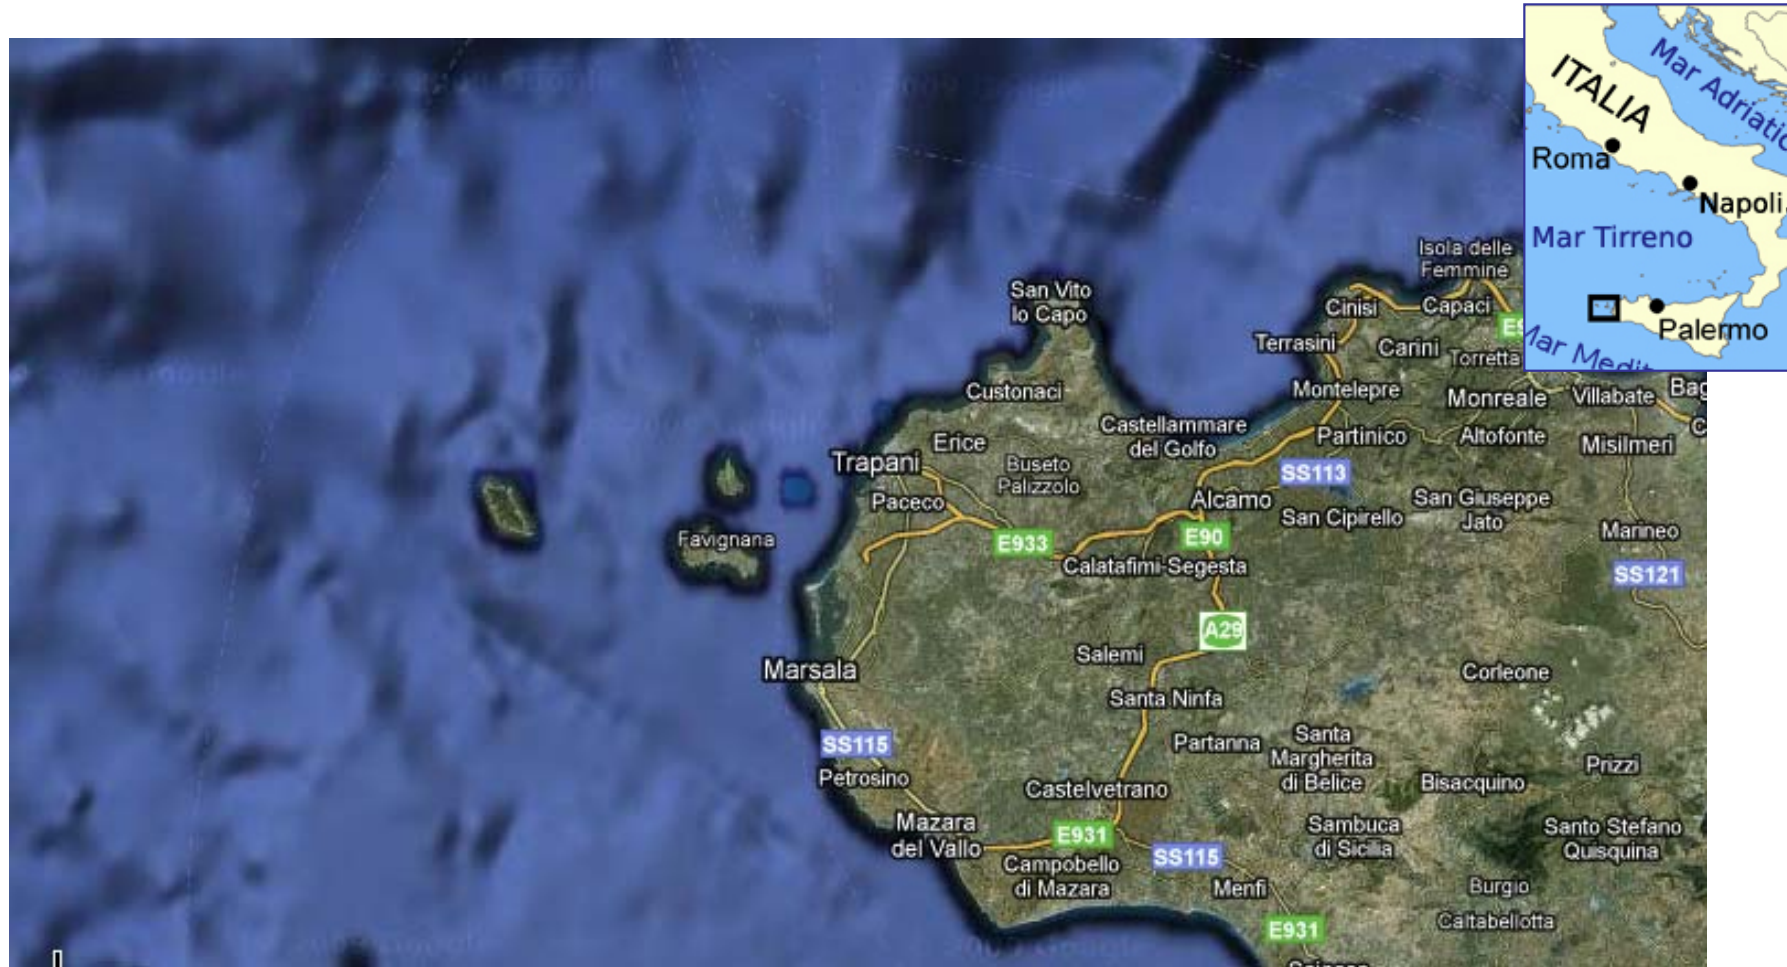 Mar Adriatico
ITALIA
Roma
Napoli
Mar Tirreno
Palermo
Isola delle
Femmine
San Vito
lo Capo
Cinisi
Capaci
Terrasini
Carini
Torretta
Custonaci
Montelepre
Monreale
Villabate
Castellammare
del Golfo
Partinico
Altofonte
Misilmeri
Erice
Trapani
Buseto
Palizzolo
SS113
Paceco
Alcamo
San Cipirello
San Giuseppe
Jato
Marineo
Favignana
E933
E90
Calatafimi-Segesta
SS121
A29
Salemi
Marsala
Corleone
Santa Ninfa
SS115
Partanna
Santa
Margherita
di Belice
Petrosino
Castelvetrano
Bisacquino
Prizzi
Mazara
del Vallo
E931
Campobello
di Mazara
SS115
Sambuca
di Sicilia
Santo Stefano
Quisquina
Menfi
Burgio
Caltabellotta
E931